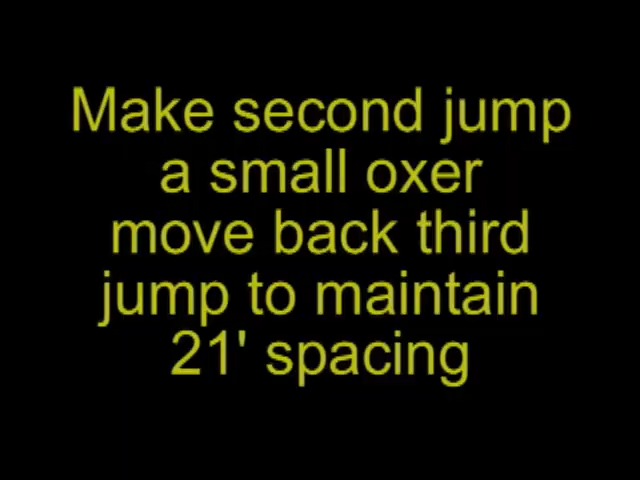 Make second jump
a small oxer
move back third
jump to maintain
21' spacing